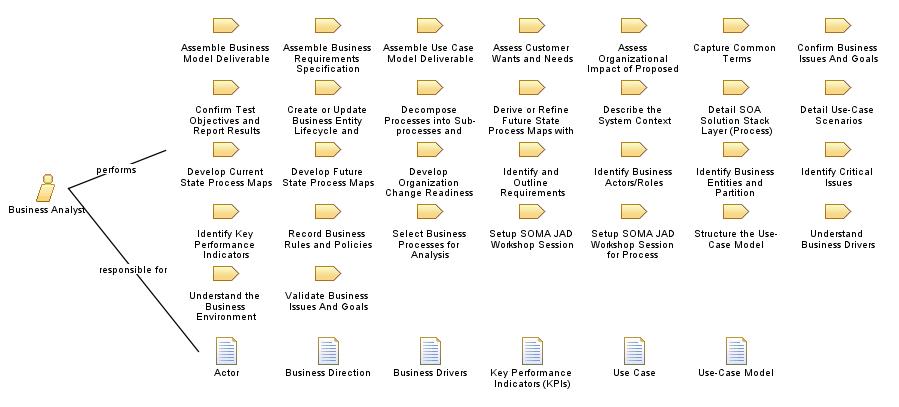 Assemble Business Model Deliverable
Assemble Business Requirements Specification
Assemble Use Case Model Deliverable
Assess Customer Wants and Needs
Assess Organizational Impact of Proposed
Capture Common Terms
Confirm Business Issues And Goals
Confirm Test Objectives and Report Results
Create or Update Business Entity Lifecycle and
Decompose Processes into Sub-processes and
Derive or Refine Future State Process Maps with
Describe the System Context
Detail SOA Solution Stack Layer (Process)
Detail Use-Case Scenarios
performs
Business Analyst
Develop Current State Process Maps
Develop Future State Process Maps
Develop Organization Change Readiness
Identify and Outline Requirements
Identify Business Actors/Roles
Identify Business Entities and Partition
Identify Critical Issues
Identify Key Performance Indicators
Record Business Rules and Policies
Select Business Processes for Analysis
Setup SOMA JAD Workshop Session
Setup SOMA JAD Workshop Session for Process
Structure the Use-Case Model
Understand Business Drivers
responsible for
Understand the Business Environment
Validate Business Issues And Goals
Actor
Business Direction
Business Drivers
Key Performance Indicators (KPIs)
Use Case
Use-Case Model